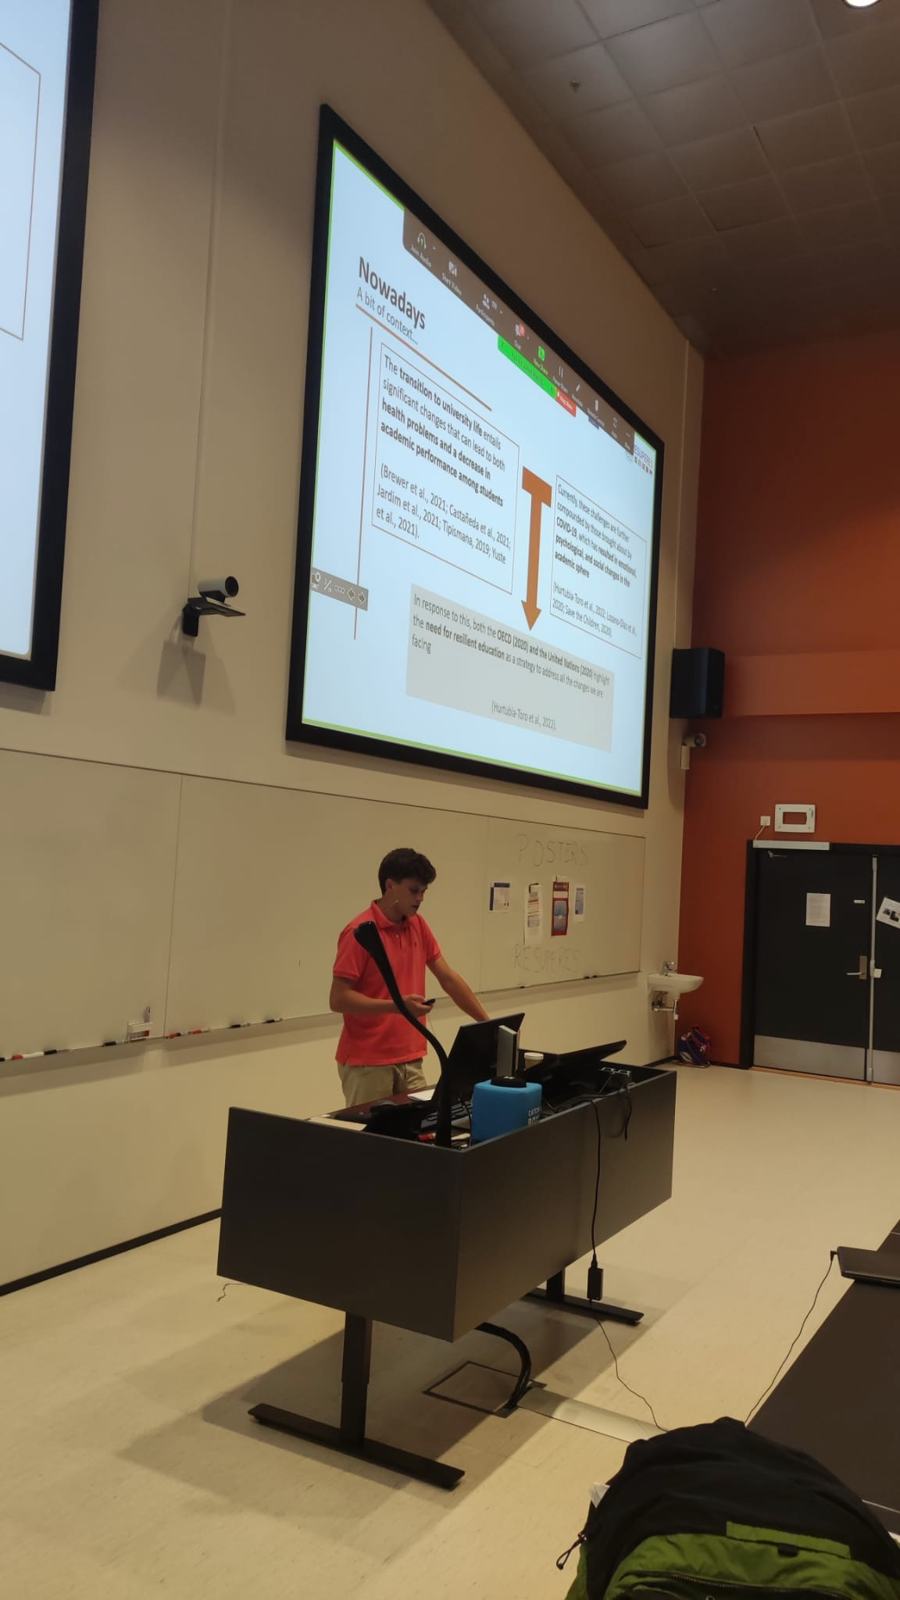 Nowadays
A bit of context...
The transition to university life entails
significant changes that can lead to both
health problems and a decrease in
academic performance among students
(Brewer et al., 2021; Castañeda et al., 2021;
Jardim et al., 2021; Tipismana, 2019; Yuste
et al., 2021).
Currently, these challenges are further
compounded by those brought about by
COVID-19, which has resulted in emotional,
psychological, and social changes in the
academic sphere
(Hurtubia-Toro et al., 2022; Lozano-Díaz et al.,
2020; Save the Children, 2020).
In response to this, both the OECD (2020) and the United Nations (2020) highlight
the need for resilient education as a strategy to address all the changes we are
facing
(Hurtubia-Toro et al., 2022).
POSTERS